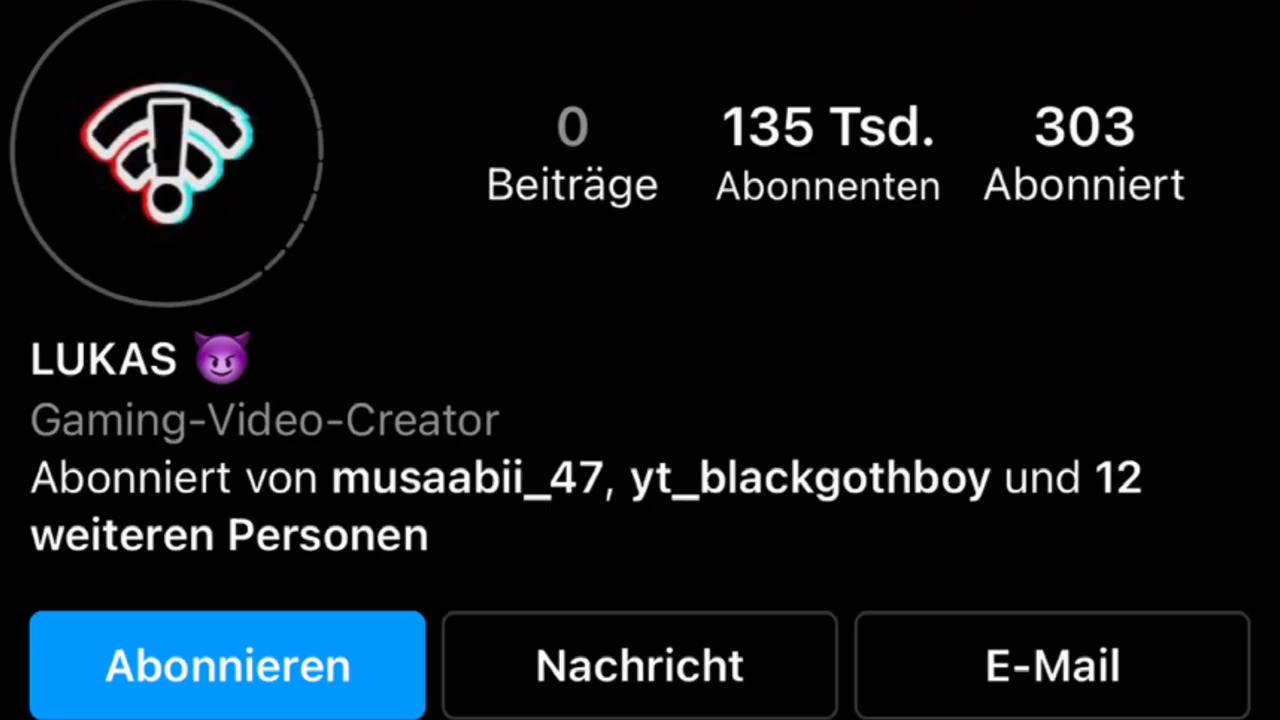 0 135 Tsd. 303
Beiträge Abonnenten Abonniert
LUKAS 😈
Gaming-Video-Creator
Abonniert von musaabii_47, yt_blackgothboy und 12
weiteren Personen
Abonnieren Nachricht E-Mail